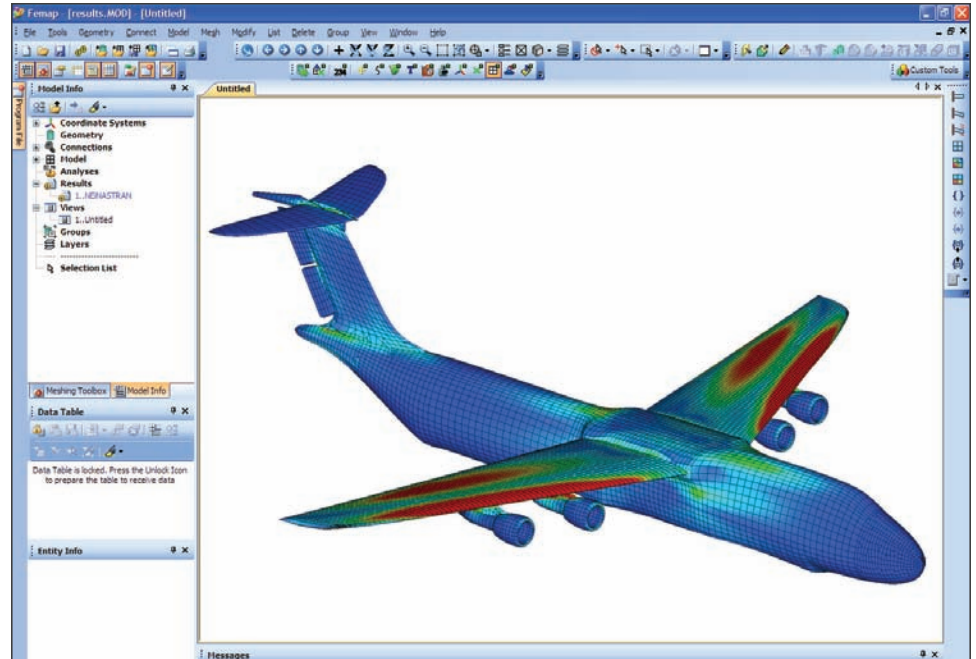 Femap - [results.MOD] - [Untitled]
File Tools Geometry Connect Model Mesh Modify List Delete Group View Window Help
Custom Tools
Model Info
Untitled
Program File
Coordinate Systems
Geometry
Connections
Model
Analyses
Results
1..NXNASTRAN
Views
1..Untitled
Groups
Layers
Selection List
Meshing Toolbox Model Info
Data Table
Data Table is locked. Press the Unlock Icon
to prepare the table to receive data
Entity Info
Messages